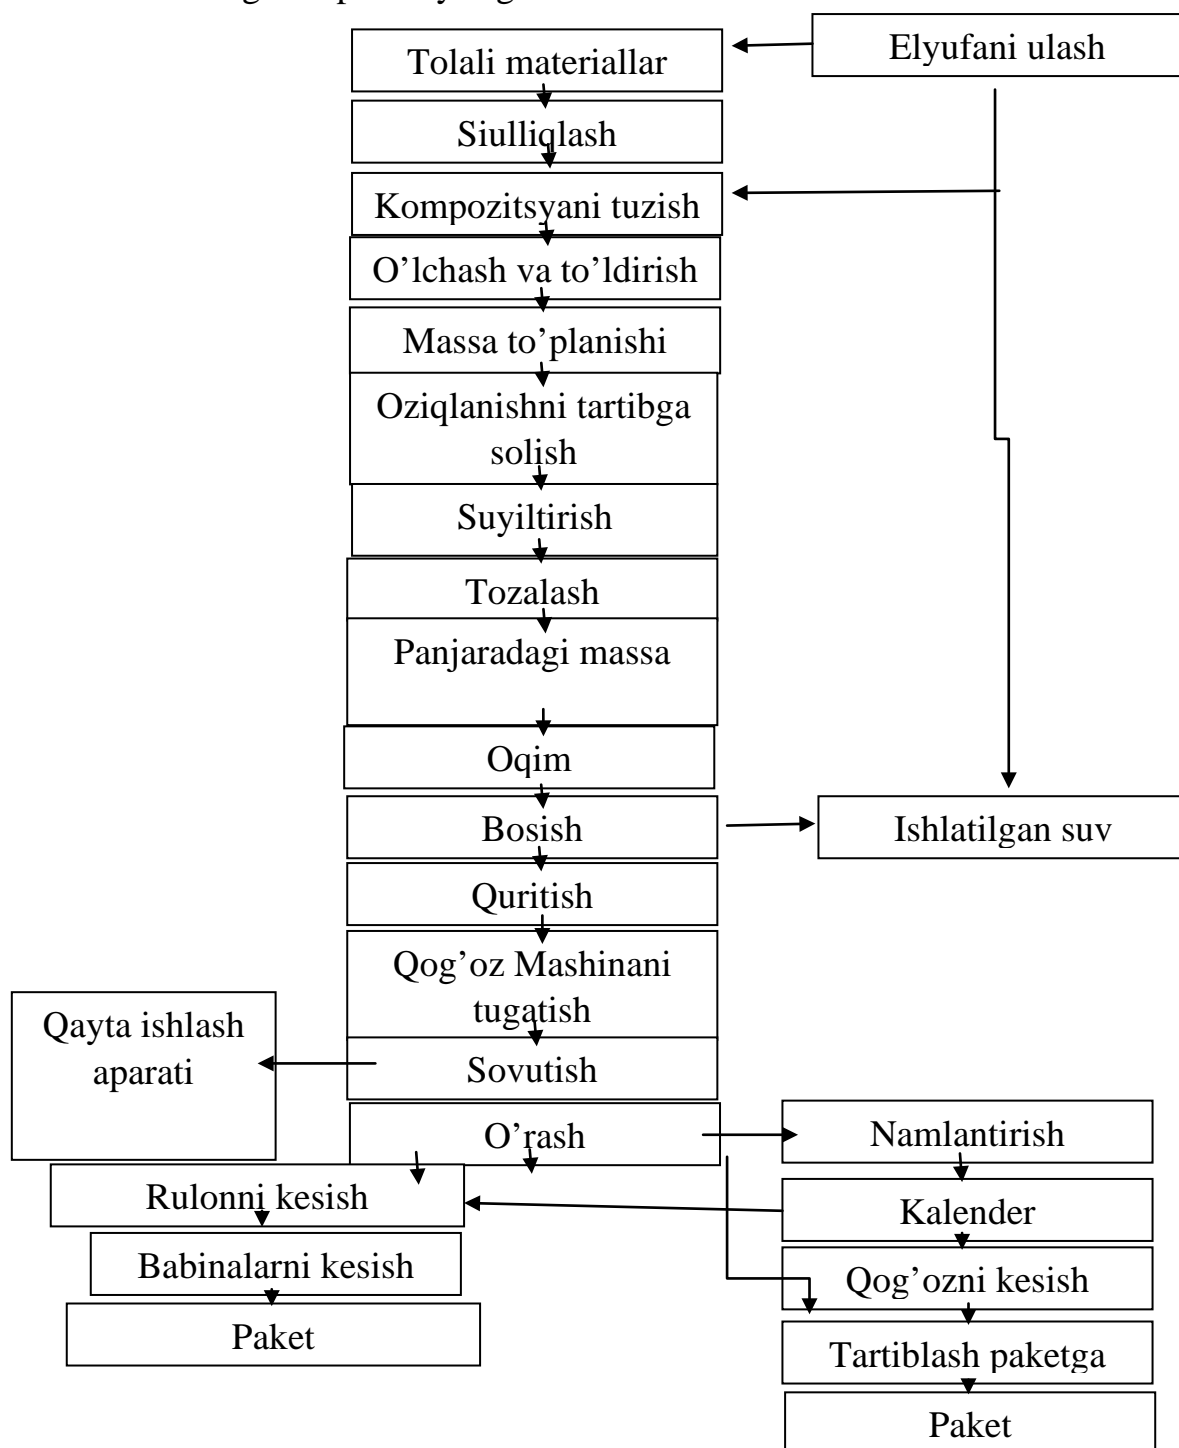 Tolali materiallar
Elyufani ulash
Siulliqlash
Kompozitsyani tuzish
O’lchash va to’ldirish
Massa to’planishi
Oziqlanishni tartibga
solish
Suyiltirish
Tozalash
Panjaradagi massa
Oqim
Bosish
Ishlatilgan suv
Quritish
Qog’oz Mashinani
tugatish
Qayta ishlash
aparati
Sovutish
O’rash
Namlantirish
Rulonni kesish
Kalender
Babinalarni kesish
Qog’ozni kesish
Paket
Tartiblash paketga
Paket